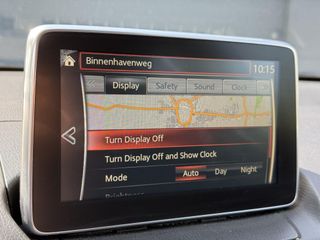 Binnenhavenweg
10:15
Display Safety Sound Clock
Turn Display Off
Turn Display Off and Show Clock
Mode Auto Day Night
Brightness